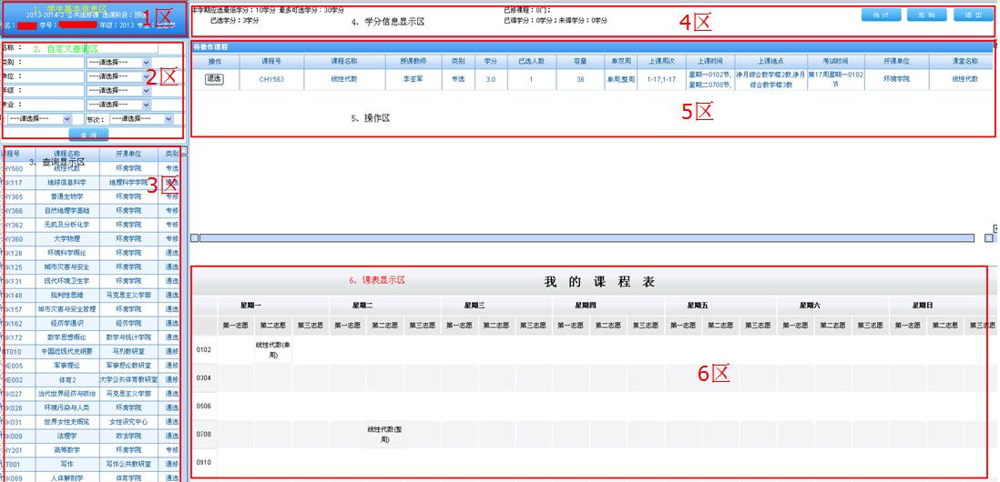 1、学生基本信息区
1区
2013-2014-2 公共选修课 选课阶段：预选
学号： 年级：2013 专业：
本学期应选最低学分：10学分 最多可选学分：30学分
已选学分：3学分
4、学分信息显示区
已修课程：0门；
已得学分：0学分；未得学分：0学分
4区
统 计 返 回 退 出
2、自定义查询区
2区
名称：
类别： ---请选择---
单位： ---请选择---
年级： ---请选择---
专业： ---请选择---
---请选择--- 节次： ---请选择---
查 询
待操作课程
操作 课程号 课程名称 授课教师 类别 学分 已选人数 容量 单双周 上课周次 上课时间 上课地点 考试时间 开课单位 课堂名称
退选 CHY563 线性代数 李亚军 专选 3.0 1 36 单周,整周 1-17,1-17 星期一0102节,星期二0708节, 净月综合教学楼2教,净月综合教学楼3教 第17周星期一0102节 环境学院 线性代数
5、操作区
5区
3、查询显示区
3区
课程号 课程名称 开课单位 类别
CHY560 线性代数 环境学院 专选
TKK117 地球信息科学 地理科学学院 通选
CHY365 普通生物学 环境学院 专修
CHY366 自然地理学基础 环境学院 专修
CHY362 无机及分析化学 环境学院 专修
CHY360 大学物理 环境学院 专修
TKK128 环境科学概论 环境学院 通选
TKK125 城市灾害与安全 环境学院 通选
TKK131 现代环境卫生学 环境学院 通选
TKK148 批判性思维 马克思主义学部 通选
TKK157 城市灾害与安全管理 环境学院 通选
TKK162 经济学通识 经济学院 通选
TKK172 数学思想概论 数学与统计学院 通选
NT010 中国近现代史纲要 马列教研室 通修
HE005 军事理论 军事理论教研室 通修
HE002 体育2 大学公共体育教研室 通修
TKK027 当代世界经济与政治 马克思主义学部 通选
TKK026 环境污染与人类 环境学院 通选
TKK031 世界女性史概览 女性研究中心 通选
TKK009 法理学 政法学院 通选
CHY201 高等数学 环境学院 专修
UT001 写作 写作公共教研室 通修
TKK089 人体解剖学 体育学院 通选
6、课表显示区
我 的 课 程 表
星期一 星期二 星期三 星期四 星期五 星期六 星期日
第一志愿 第二志愿 第三志愿 第一志愿 第二志愿 第三志愿 第一志愿 第二志愿 第三志愿 第一志愿 第二志愿 第三志愿 第一志愿 第二志愿 第三志愿 第一志愿 第二志愿 第三志愿 第一志愿 第二志愿 第三志愿
0102 线性代数(单周)
0304
6区
0506
0708 线性代数(整周)
0910